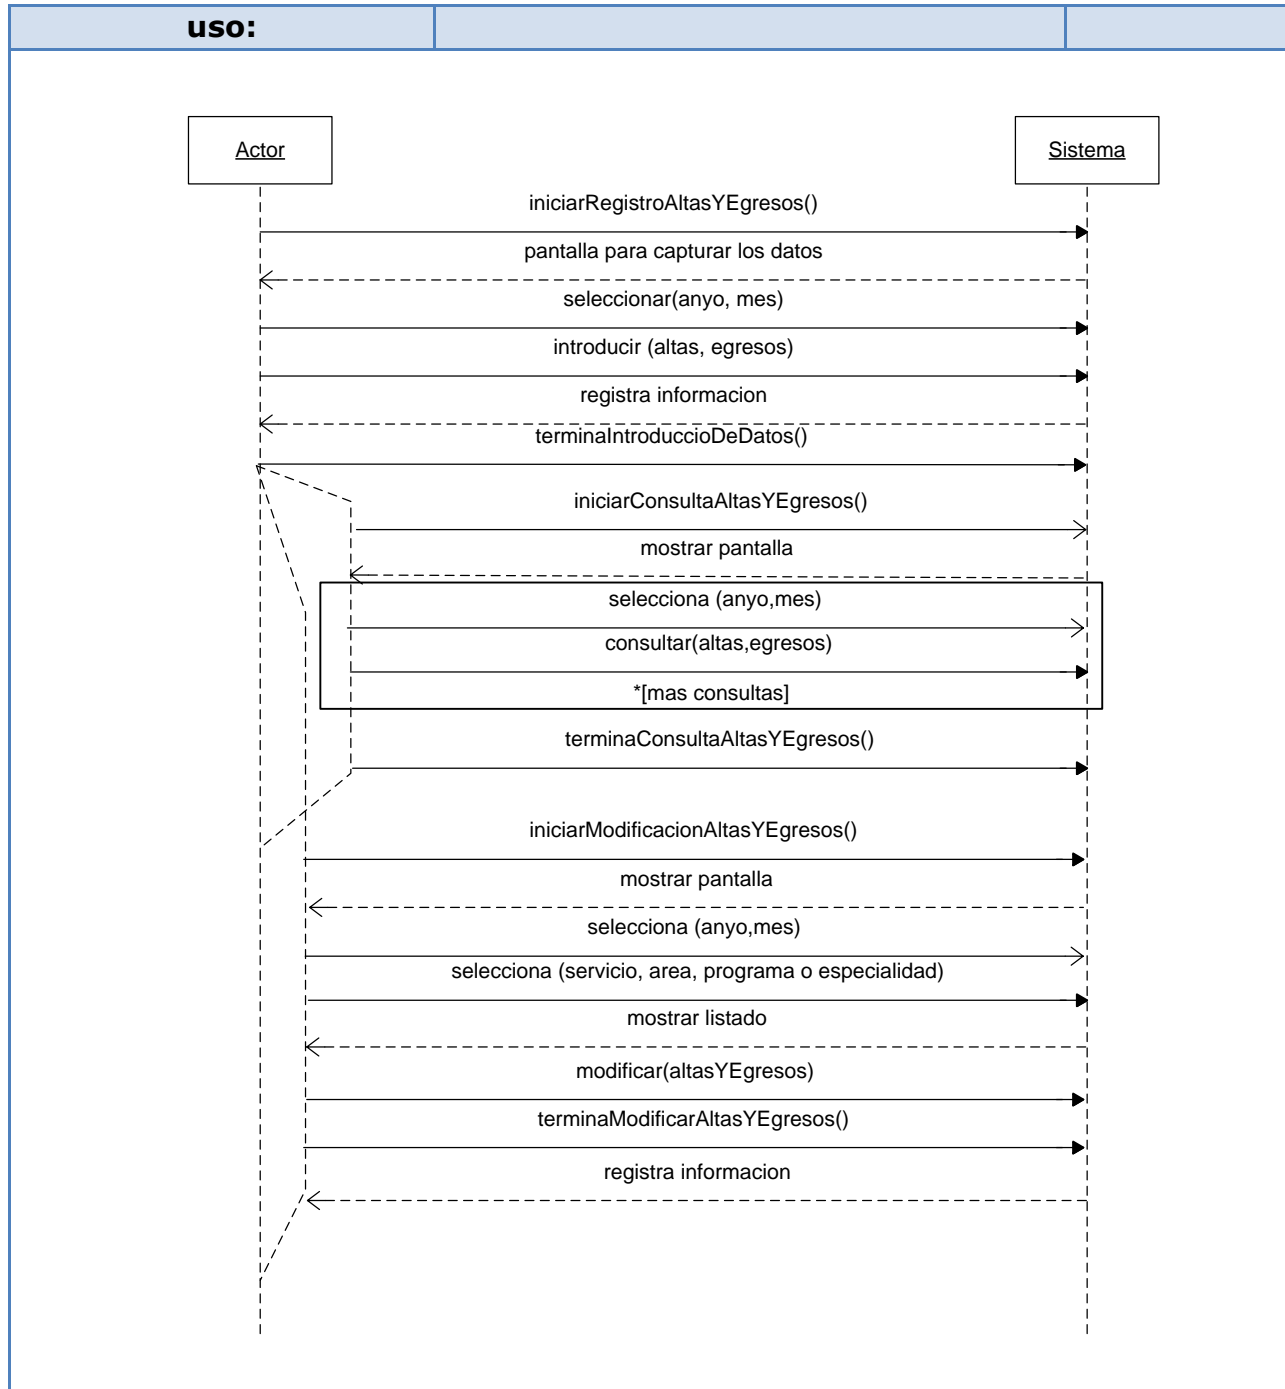 uso:
Actor
Sistema
iniciarRegistroAltasYEgresos()
pantalla para capturar los datos
seleccionar(anyo, mes)
introducir (altas, egresos)
registra informacion
terminaIntroduccioDeDatos()
iniciarConsultaAltasYEgresos()
mostrar pantalla
selecciona (anyo,mes)
consultar(altas,egresos)
*[mas consultas]
terminaConsultaAltasYEgresos()
iniciarModificacionAltasYEgresos()
mostrar pantalla
selecciona (anyo,mes)
selecciona (servicio, area, programa o especialidad)
mostrar listado
modificar(altasYEgresos)
terminaModificarAltasYEgresos()
registra informacion